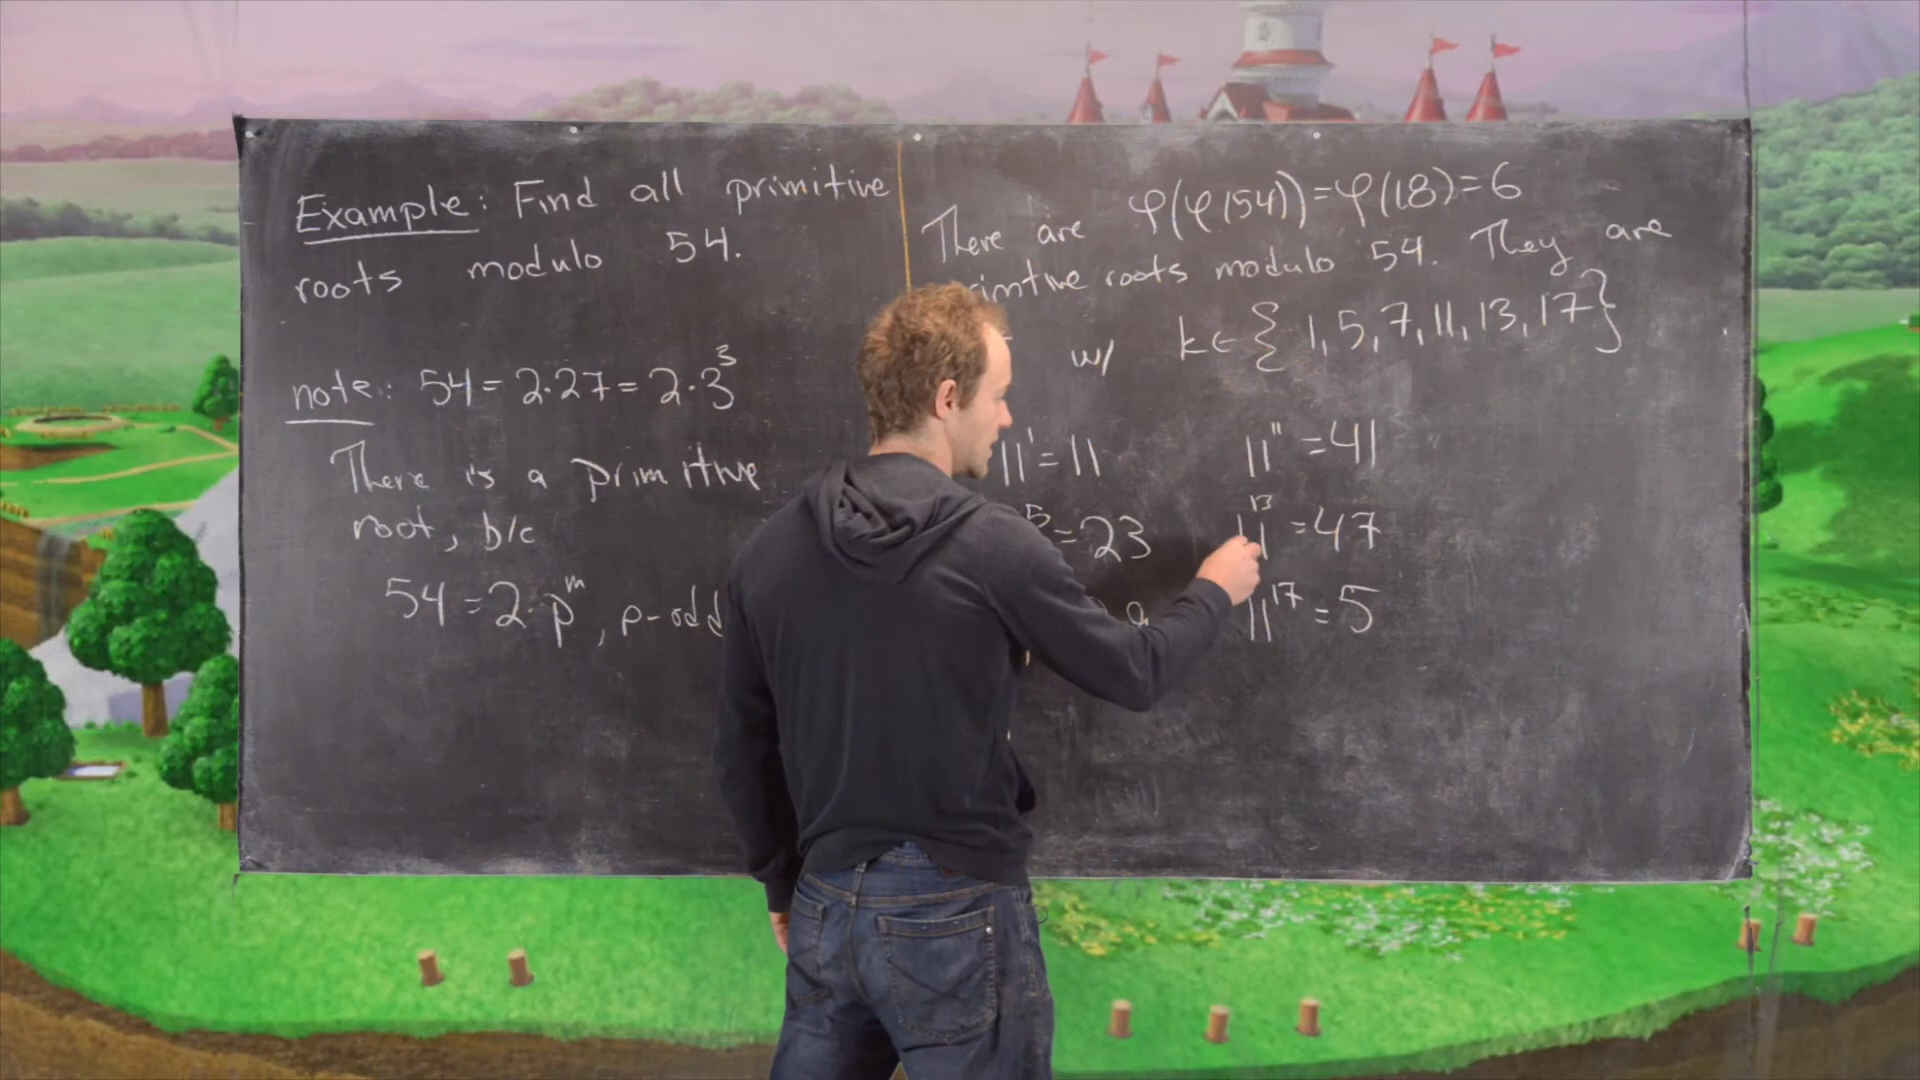 Example: Find all primitive
roots modulo 54.
note: 54 = 2·27 = 2·3³
There is a primitive
root, b/c
54 = 2·pᵐ, p-odd
There are φ(φ(54))=φ(18)=6
roots modulo 54. They are
w/ k∈{1,5,7,11,13,17}
11¹=11
11¹¹=41
⁵=23
11¹³=47
11¹⁷=5